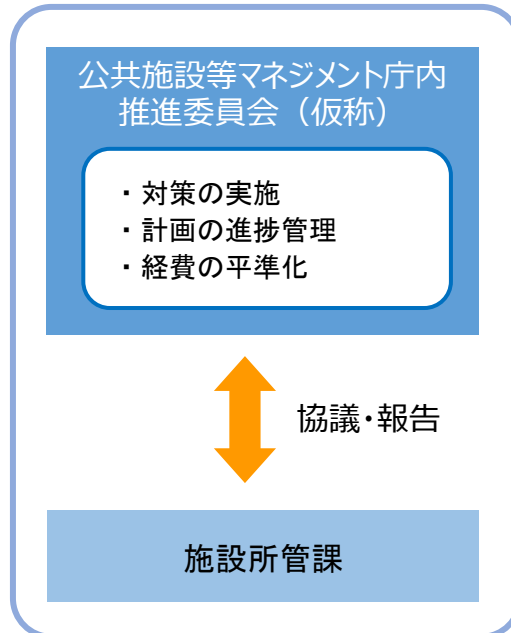 公共施設等マネジメント庁内
推進委員会（仮称）
・対策の実施
・計画の進捗管理
・経費の平準化
協議・報告
施設所管課